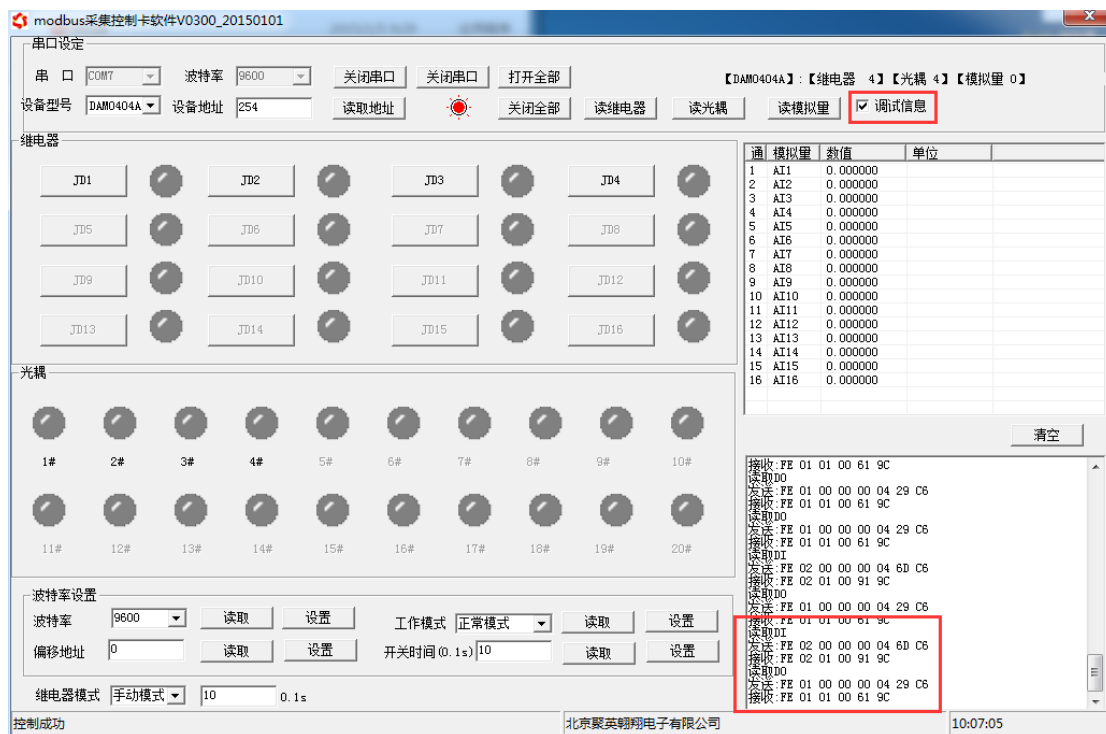 modbus采集控制卡软件V0300_20150101
串口设定
串 口 COM7 波特率 9600 关闭串口 关闭串口 打开全部 【DAM0404A】:【继电器 4】【光耦 4】【模拟量 0】
设备型号 DAM0404A 设备地址 254 读取地址 关闭全部 读继电器 读光耦 读模拟量 调试信息
继电器
JD1 JD2 JD3 JD4
JD5 JD6 JD7 JD8
JD9 JD10 JD11 JD12
JD13 JD14 JD15 JD16
通 模拟量 数值 单位
1 AI1 0.000000
2 AI2 0.000000
3 AI3 0.000000
4 AI4 0.000000
5 AI5 0.000000
6 AI6 0.000000
7 AI7 0.000000
8 AI8 0.000000
9 AI9 0.000000
10 AI10 0.000000
11 AI11 0.000000
12 AI12 0.000000
13 AI13 0.000000
14 AI14 0.000000
15 AI15 0.000000
16 AI16 0.000000
清空
光耦
1# 2# 3# 4# 5# 6# 7# 8# 9# 10#
11# 12# 13# 14# 15# 16# 17# 18# 19# 20#
接收:FE 01 01 00 61 9C
读取DO
发送:FE 01 00 00 00 04 29 C6
接收:FE 01 01 00 61 9C
读取DO
发送:FE 01 00 00 00 04 29 C6
接收:FE 01 01 00 61 9C
读取DI
发送:FE 02 00 00 00 04 6D C6
接收:FE 02 01 00 91 9C
读取DO
发送:FE 01 00 00 00 04 29 C6
接收:FE 01 01 00 61 9C
读取DI
发送:FE 02 00 00 00 04 6D C6
接收:FE 02 01 00 91 9C
读取DO
发送:FE 01 00 00 00 04 29 C6
接收:FE 01 01 00 61 9C
波特率设置
波特率 9600 读取 设置 工作模式 正常模式 读取 设置
偏移地址 0 读取 设置 开关时间(0.1s) 10 读取 设置
继电器模式 手动模式 10 0.1s
控制成功 北京聚英翱翔电子有限公司 10:07:05